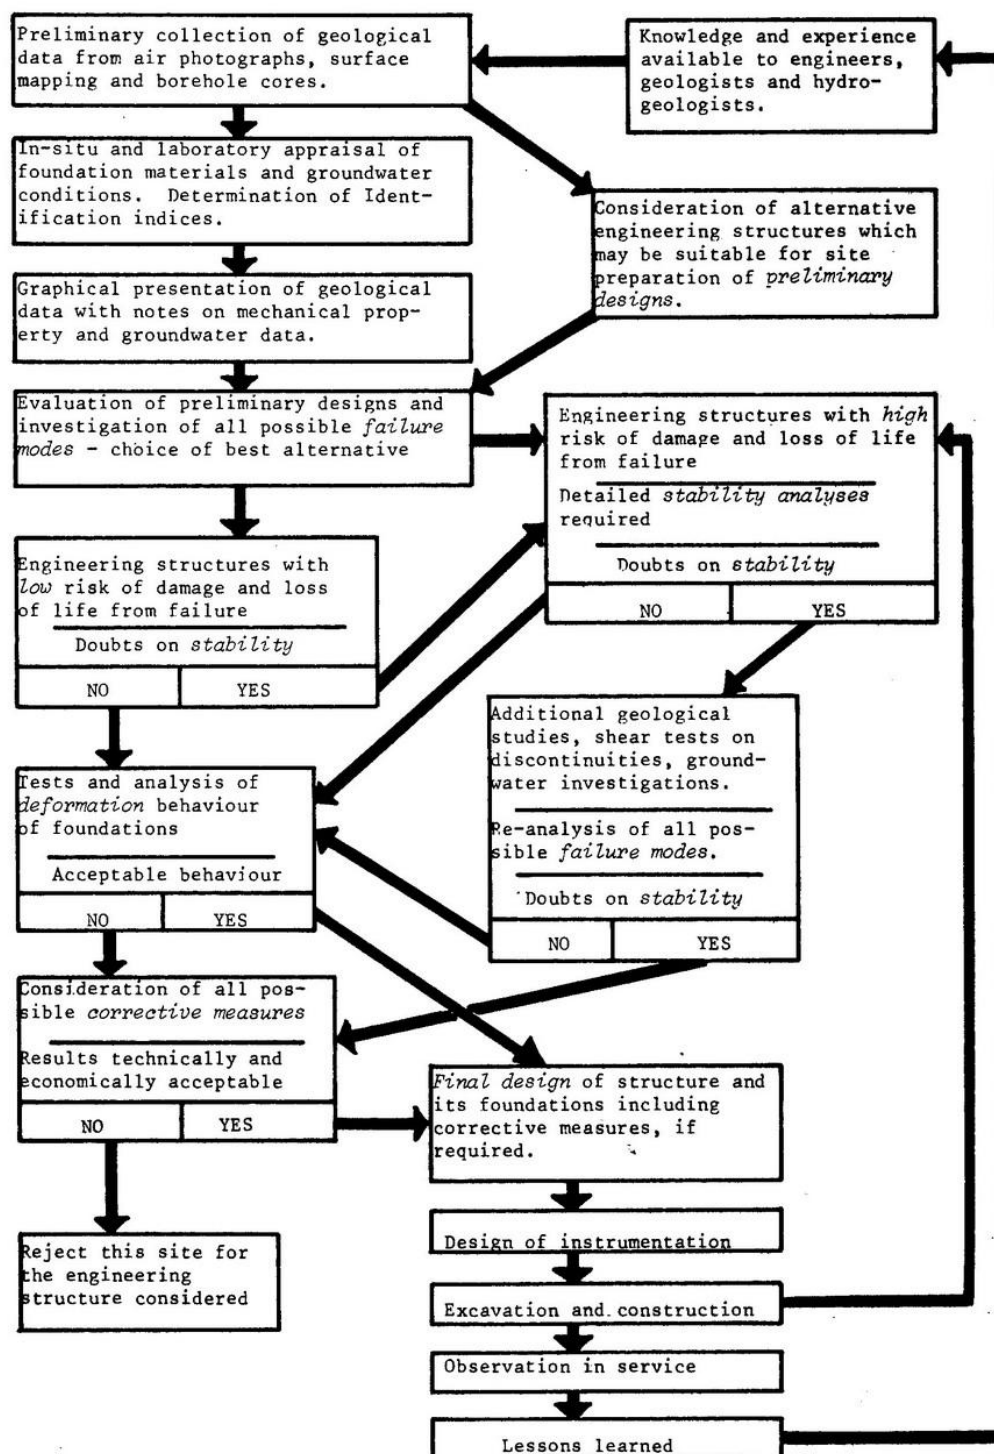 Preliminary collection of geological
data from air photographs, surface
mapping and borehole cores.
Knowledge and experience
available to engineers,
geologists and hydro-
geologists.
In-situ and laboratory appraisal of
foundation materials and groundwater
conditions. Determination of Ident-
ification indices.
Consideration of alternative
engineering structures which
may be suitable for site
preparation of preliminary
designs.
Graphical presentation of geological
data with notes on mechanical prop-
erty and groundwater data.
Evaluation of preliminary designs and
investigation of all possible failure
modes - choice of best alternative
Engineering structures with high
risk of damage and loss of life
from failure
Detailed stability analyses
required
Doubts on stability
NO YES
Engineering structures with
low risk of damage and loss
of life from failure
Doubts on stability
NO YES
Additional geological
studies, shear tests on
discontinuities, ground-
water investigations.
Re-analysis of all pos-
sible failure modes.
Doubts on stability
NO YES
Tests and analysis of
deformation behaviour
of foundations
Acceptable behaviour
NO YES
Consideration of all pos-
sible corrective measures
Results technically and
economically acceptable
NO YES
Final design of structure and
its foundations including
corrective measures, if
required.
Reject this site for
the engineering
structure considered
Design of instrumentation
Excavation and construction
Observation in service
Lessons learned